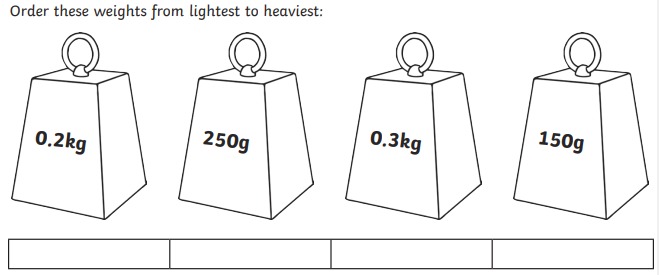 Order these weights from lightest to heaviest:
0.2kg
250g
0.3kg
150g